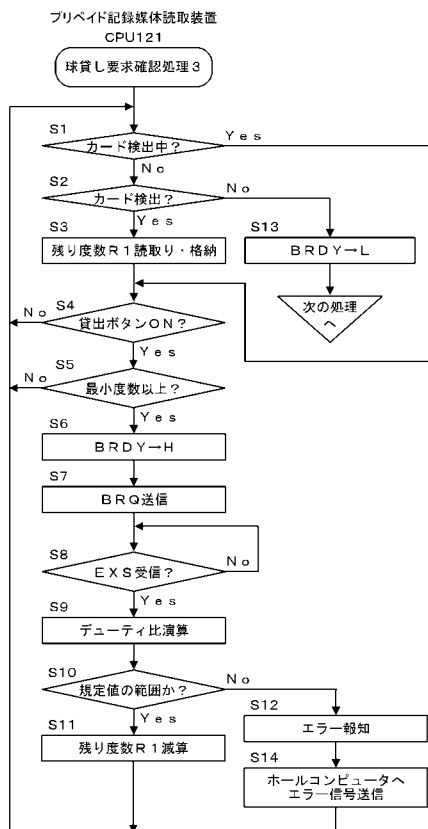 プリペイド記録媒体読取装置
CPU121
球貸し要求確認処理3
S1
カード検出中?
Yes
No
S2
カード検出?
No
Yes
S3
残り度数R1読取り・格納
S13
BRDY→L
次の処理
へ
S4
貸出ボタンON?
No
Yes
S5
最小度数以上?
No
Yes
S6
BRDY→H
S7
BRQ送信
S8
EXS受信?
No
Yes
S9
デューティ比演算
S10
規定値の範囲か?
No
Yes
S11
残り度数R1減算
S12
エラー報知
S14
ホールコンピュータへ
エラー信号送信